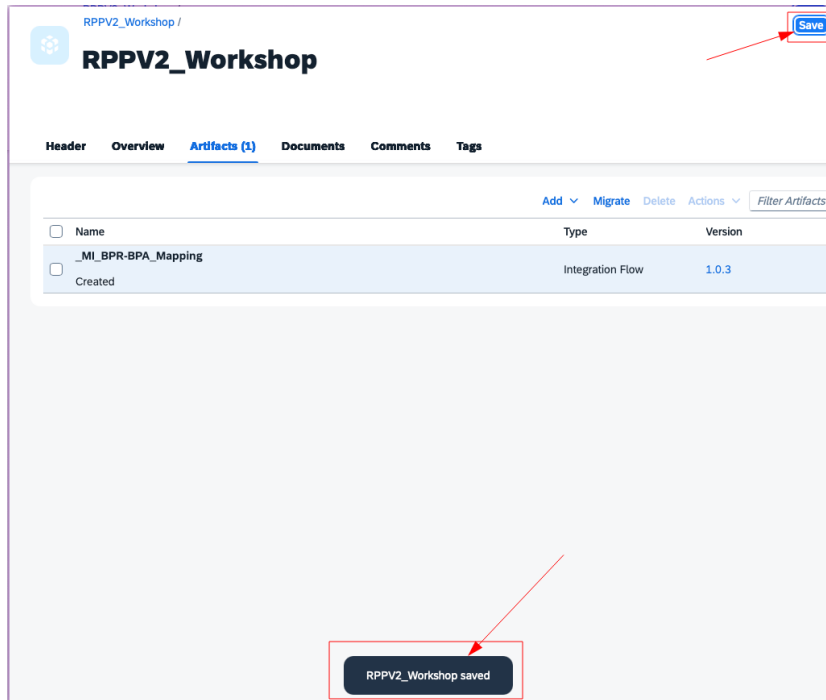 RPPV2_Workshop /
Save
RPPV2_Workshop
Header Overview Artifacts (1) Documents Comments Tags
Add Migrate Delete Actions Filter Artifacts
Name Type Version
_MI_BPR-BPA_Mapping
Integration Flow 1.0.3
Created
RPPV2_Workshop saved